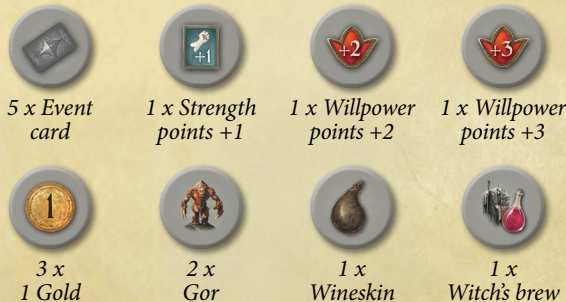 +1
+2
+3
5 x Event
card
1 x Strength
points +1
1 x Willpower
points +2
1 x Willpower
points +3
1
3 x
1 Gold
2 x
Gor
1 x
Wineskin
1 x
Witch's brew